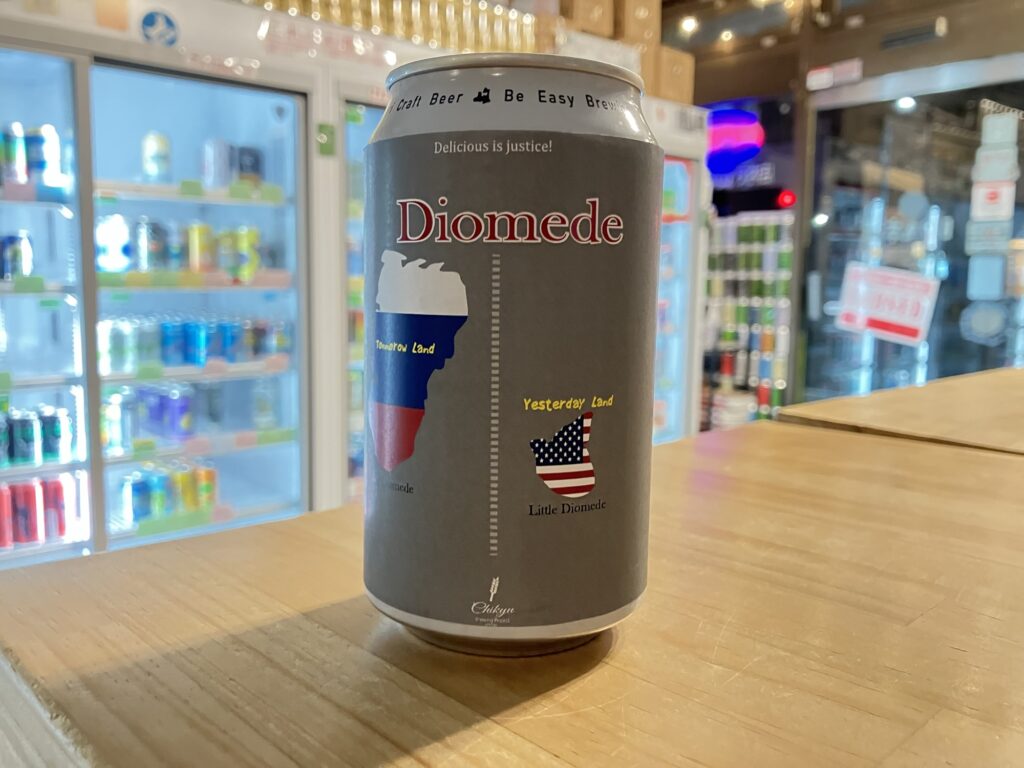 Craft Beer Be Easy Brew
Delicious is justice!
Diomede
Tomorrow Land
Yesterday Land
Little Diomede
Chikyu